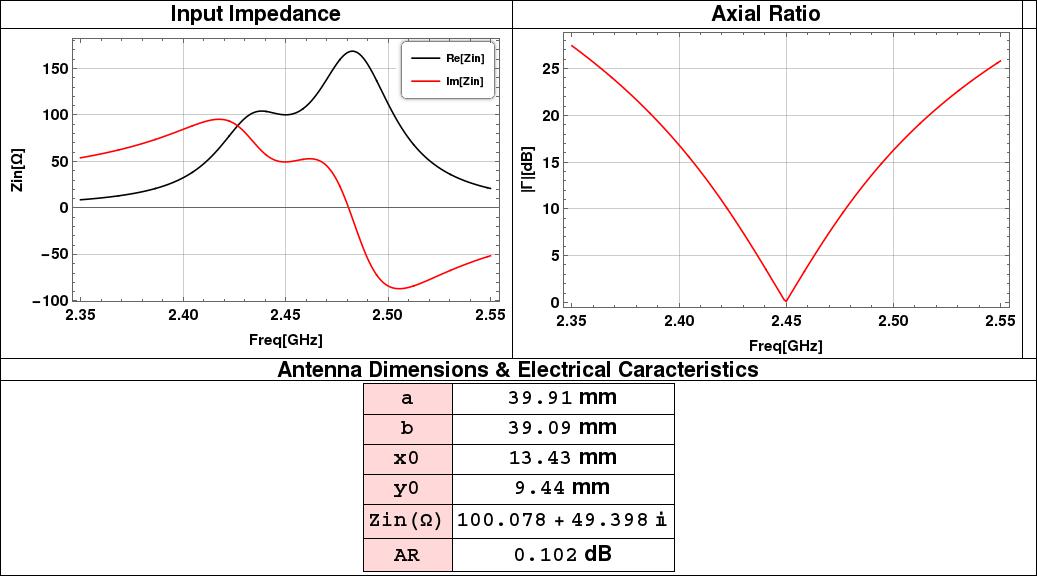 Input Impedance
Axial Ratio
Zin[Ω]
150
100
50
0
−50
−100
2.35 2.40 2.45 2.50 2.55
Freq[GHz]
Re[Zin]
Im[Zin]
|Γ|[dB]
25
20
15
10
5
0
2.35 2.40 2.45 2.50 2.55
Freq[GHz]
Antenna Dimensions & Electrical Caracteristics
a 39.91 mm
b 39.09 mm
x0 13.43 mm
y0 9.44 mm
Zin(Ω) 100.078 + 49.398 i
AR 0.102 dB